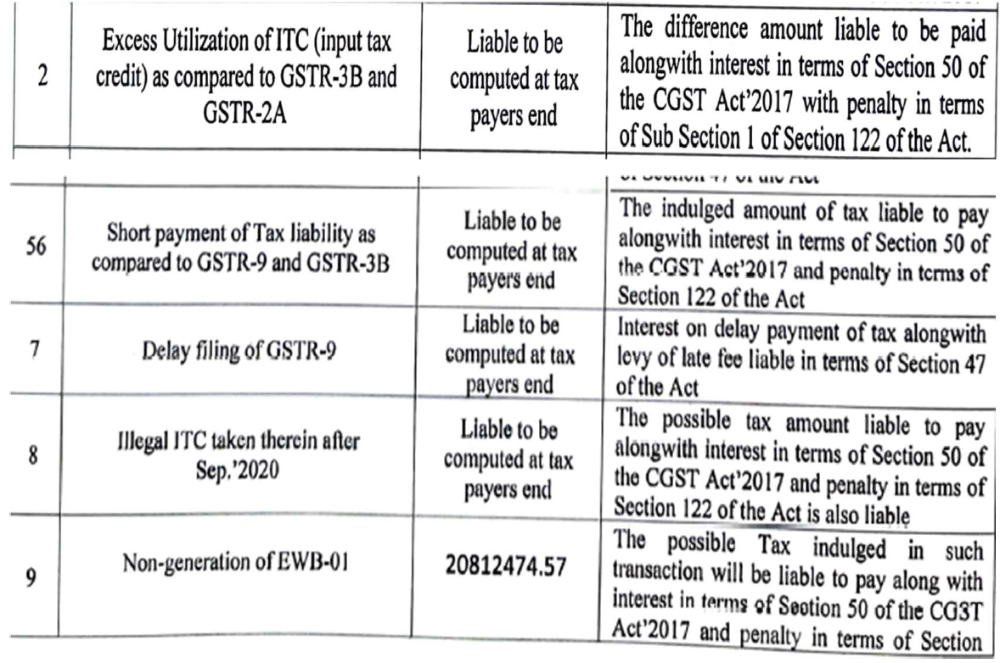 2
Excess Utilization of ITC (input tax
credit) as compared to GSTR-3B and
GSTR-2A
Liable to be
computed at tax
payers end
The difference amount liable to be paid
alongwith interest in terms of Section 50 of
the CGST Act'2017 with penalty in terms
of Sub Section 1 of Section 122 of the Act.
of Section 47 of the Act
56
Short payment of Tax liability as
compared to GSTR-9 and GSTR-3B
Liable to be
computed at tax
payers end
The indulged amount of tax liable to pay
alongwith interest in terms of Section 50 of
the CGST Act'2017 and penalty in terms of
Section 122 of the Act
7
Delay filing of GSTR-9
Liable to be
computed at tax
payers end
Interest on delay payment of tax alongwith
levy of late fee liable in terms of Section 47
of the Act
8
Illegal ITC taken therein after
Sep.'2020
Liable to be
computed at tax
payers end
The possible tax amount liable to pay
alongwith interest in terms of Section 50 of
the CGST Act'2017 and penalty in terms of
Section 122 of the Act is also liable
9
Non-generation of EWB-01
20812474.57
The possible Tax indulged in such
transaction will be liable to pay along with
interest in terms of Section 50 of the CGST
Act'2017 and penalty in terms of Section